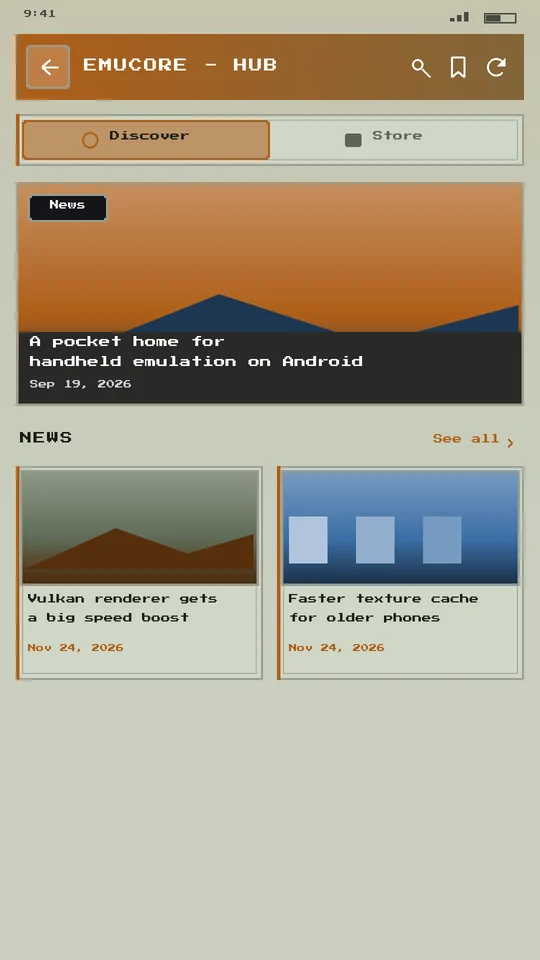 9:41
EMUCORE - HUB
Discover
Store
News
A pocket home for
handheld emulation on Android
Sep 19, 2026
NEWS
See all
Vulkan renderer gets
a big speed boost
Nov 24, 2026
Faster texture cache
for older phones
Nov 24, 2026